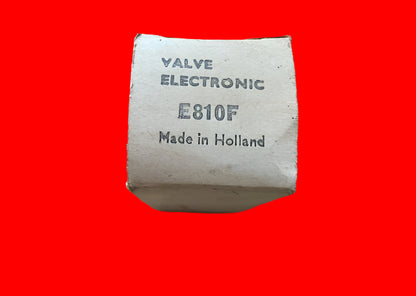 VALVE
ELECTRONIC
E810F
Made in Holland